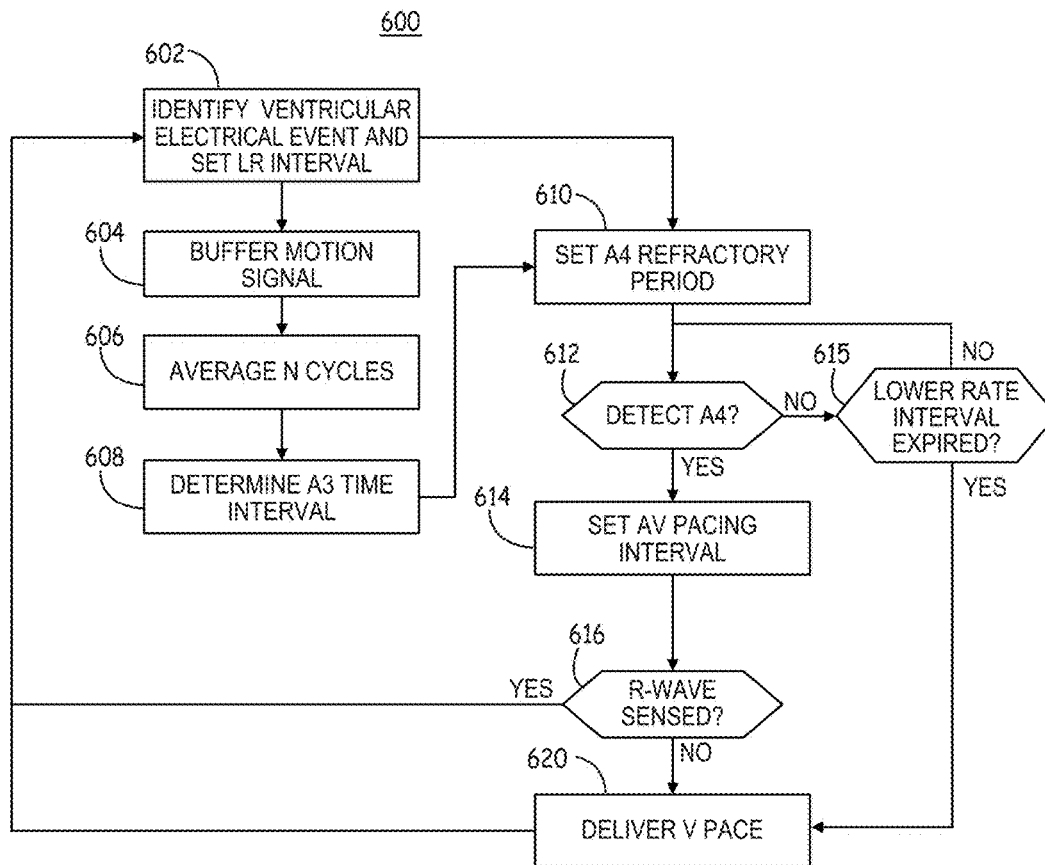 600
602
IDENTIFY VENTRICULAR
ELECTRICAL EVENT AND
SET LR INTERVAL
604
BUFFER MOTION
SIGNAL
606
AVERAGE N CYCLES
608
DETERMINE A3 TIME
INTERVAL
610
SET A4 REFRACTORY
PERIOD
612
DETECT A4?
NO
YES
615
NO
LOWER RATE
INTERVAL
EXPIRED?
YES
614
SET AV PACING
INTERVAL
616
R-WAVE
SENSED?
YES
NO
620
DELIVER V PACE